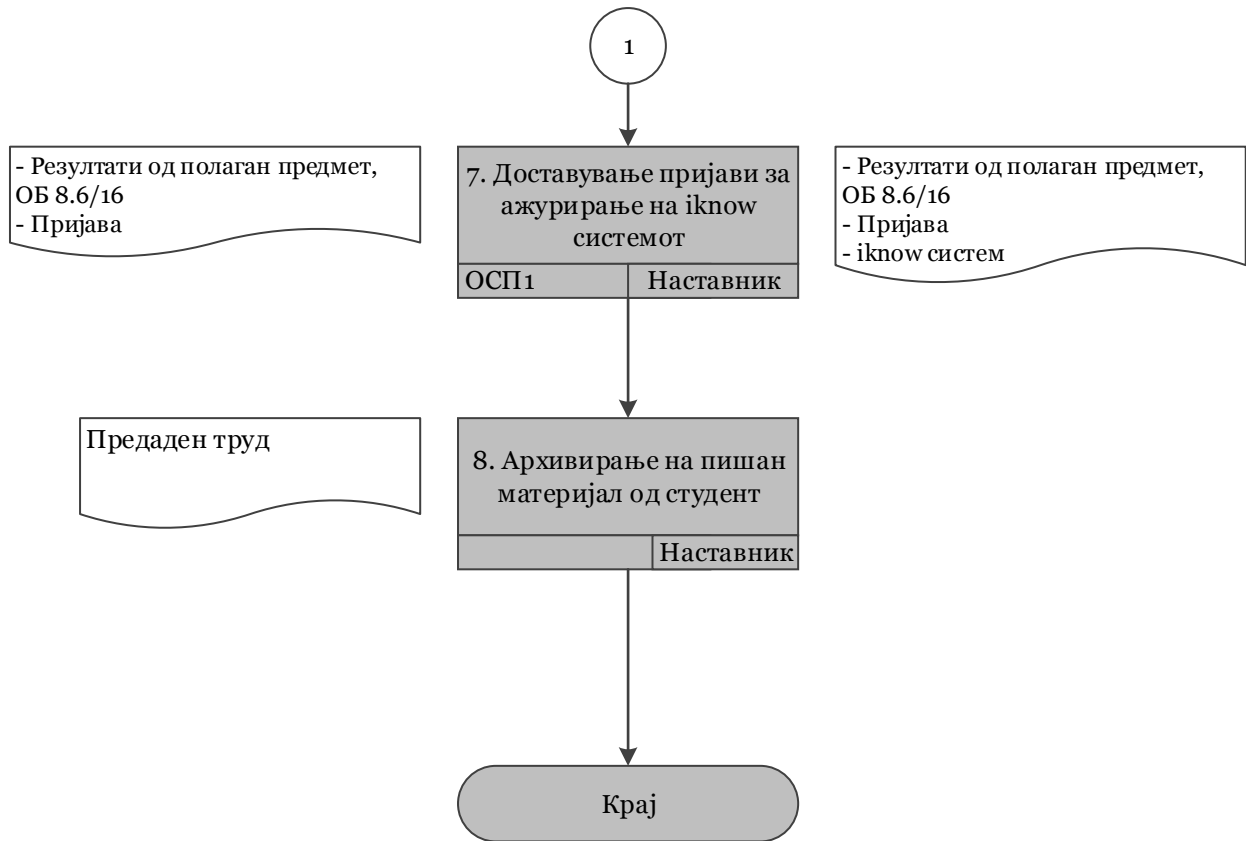 1
- Резултати од полаган предмет,
ОБ 8.6/16
- Пријава
7. Доставување пријави за
ажурирање на iknow
системот
ОСП1 Наставник
- Резултати од полаган предмет,
ОБ 8.6/16
- Пријава
- iknow систем
Предаден труд
8. Архивирање на пишан
материјал од студент
Наставник
Крај